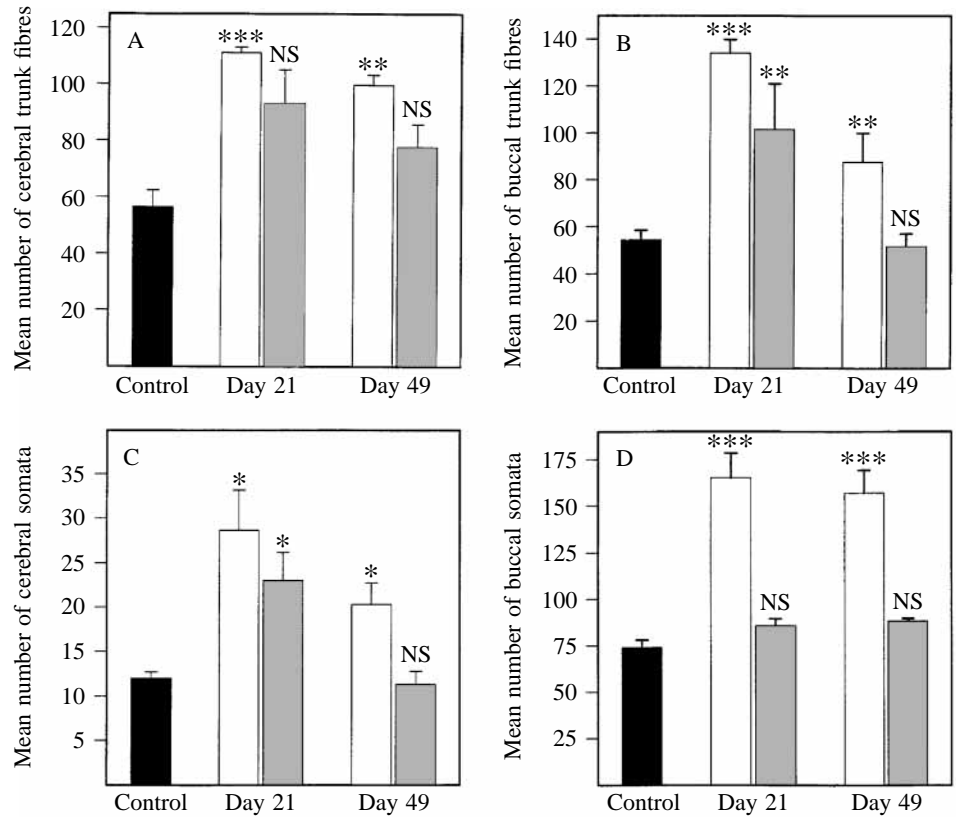 Mean number of cerebral trunk fibres
A
120
100
80
60
40
20
***
NS
**
NS
Control Day 21 Day 49
Mean number of buccal trunk fibres
B
140
120
100
80
60
40
20
***
**
**
NS
Control Day 21 Day 49
Mean number of cerebral somata
C
35
30
25
20
15
10
5
*
*
*
NS
Control Day 21 Day 49
Mean number of buccal somata
D
175
150
125
100
75
50
25
***
NS
***
NS
Control Day 21 Day 49